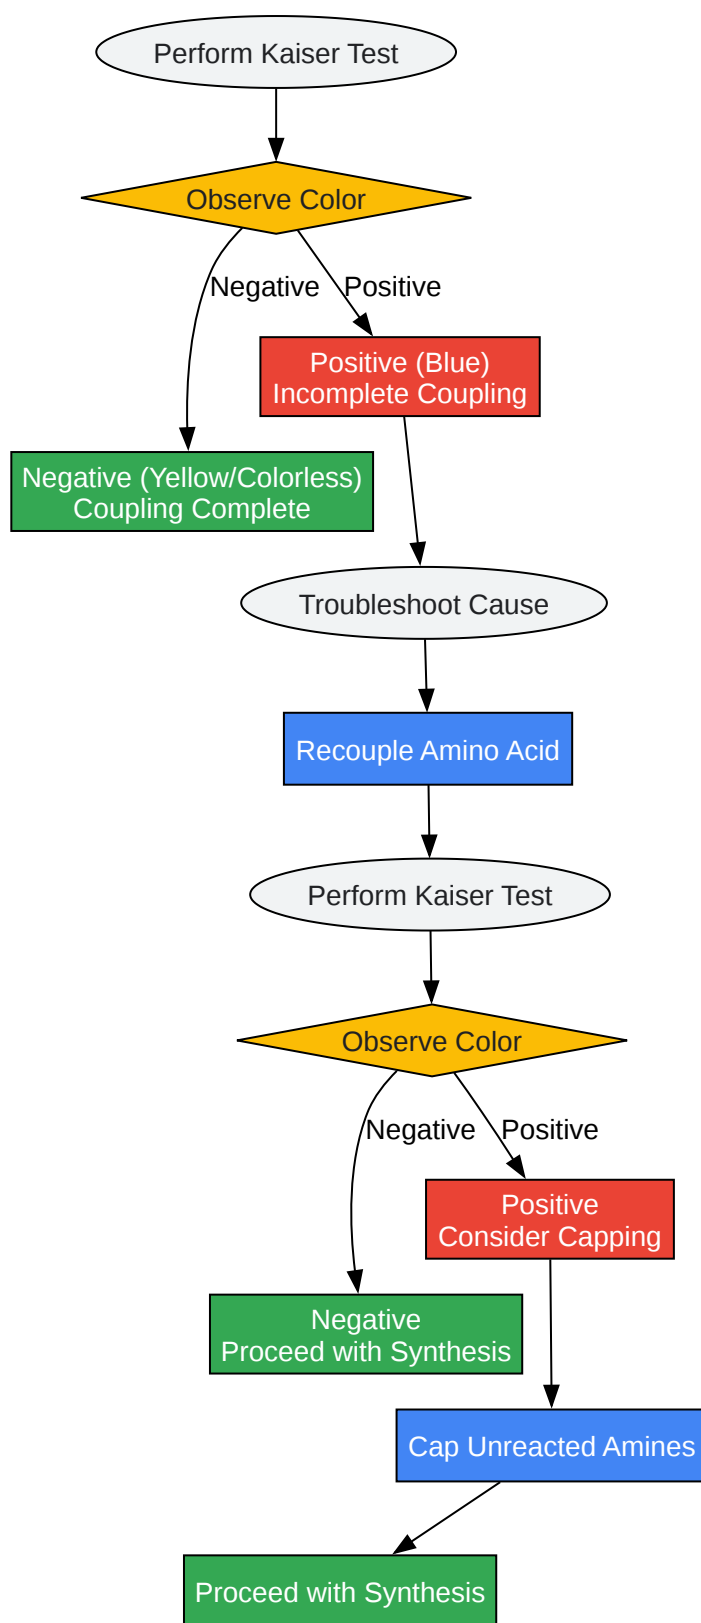 Perform Kaiser Test
Observe Color
Negative
Positive
Positive (Blue)
Incomplete Coupling
Negative (Yellow/Colorless)
Coupling Complete
Troubleshoot Cause
Recouple Amino Acid
Perform Kaiser Test
Observe Color
Negative
Positive
Positive
Consider Capping
Negative
Proceed with Synthesis
Cap Unreacted Amines
Proceed with Synthesis